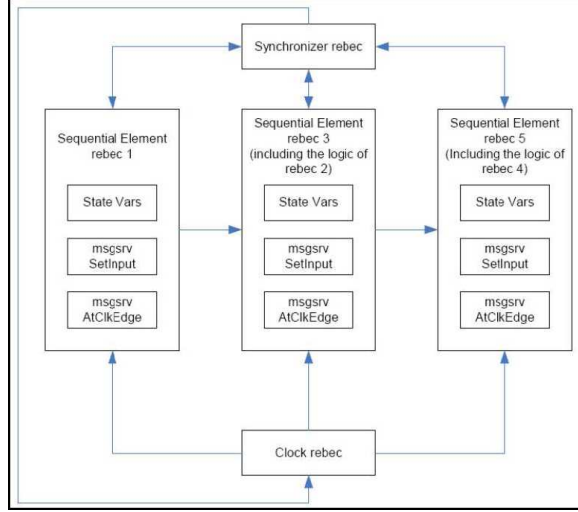 Synchronizer rebec
Sequential Element
rebec 1
State Vars
msgsrv
SetInput
msgsrv
AtClkEdge
Sequential Element
rebec 3
(including the logic of
rebec 2)
State Vars
msgsrv
SetInput
msgsrv
AtClkEdge
Sequential Element
rebec 5
(Including the logic of
rebec 4)
State Vars
msgsrv
SetInput
msgsrv
AtClkEdge
Clock rebec